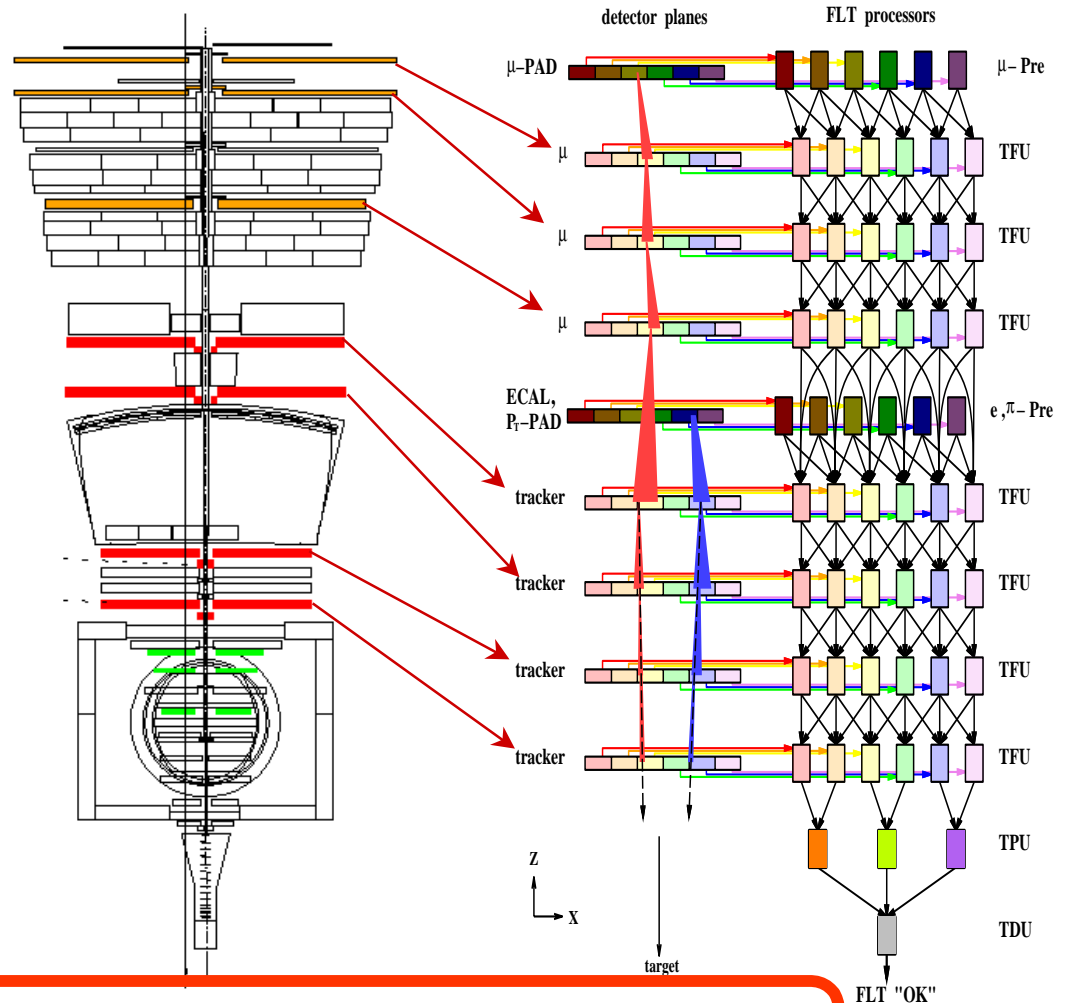 detector planes FLT processors
μ-PAD μ- Pre
μ TFU
μ TFU
μ TFU
ECAL,
P_T-PAD e ,π- Pre
tracker TFU
tracker TFU
tracker TFU
tracker TFU
TPU
Z
X
TDU
target
FLT "OK"